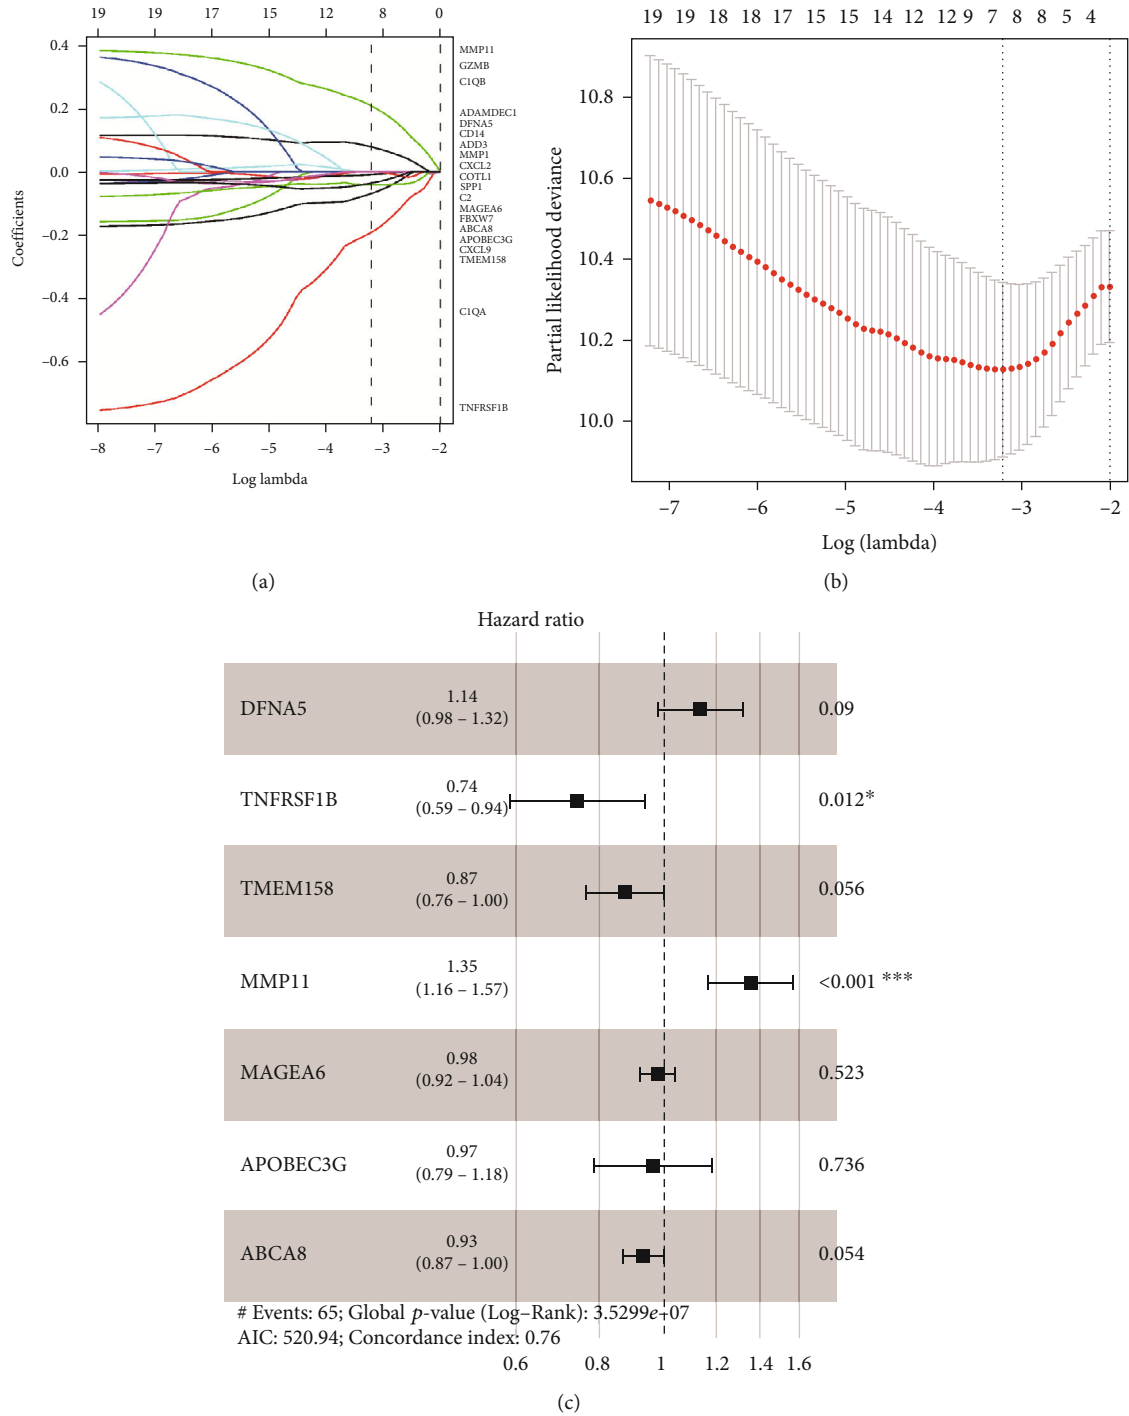 19 19 17 15 12 8 0
0.4
0.2
0.0
−0.2
−0.4
−0.6
Coefficients
MMP11
GZMB
C1QB
ADAMDEC1
DFNA5
CD14
ADD3
MMP1
CXCL2
COTL1
SPP1
C2
MAGEA6
FBXW7
ABCA8
APOBEC3G
CXCL9
TMEM158
C1QA
TNFRSF1B
−8 −7 −6 −5 −4 −3 −2
Log lambda
(a)
19 19 18 18 17 15 15 14 12 12 9 7 8 8 5 4
10.8
10.6
10.4
10.2
10.0
Partial likelihood deviance
−7 −6 −5 −4 −3 −2
Log (lambda)
(b)
Hazard ratio
DFNA5 1.14 (0.98 – 1.32) 0.09
TNFRSF1B 0.74 (0.59 – 0.94) 0.012*
TMEM158 0.87 (0.76 – 1.00) 0.056
MMP11 1.35 (1.16 – 1.57) <0.001 ***
MAGEA6 0.98 (0.92 – 1.04) 0.523
APOBEC3G 0.97 (0.79 – 1.18) 0.736
ABCA8 0.93 (0.87 – 1.00) 0.054
# Events: 65; Global p-value (Log–Rank): 3.5299e–07
AIC: 520.94; Concordance index: 0.76
0.6 0.8 1 1.2 1.4 1.6
(c)